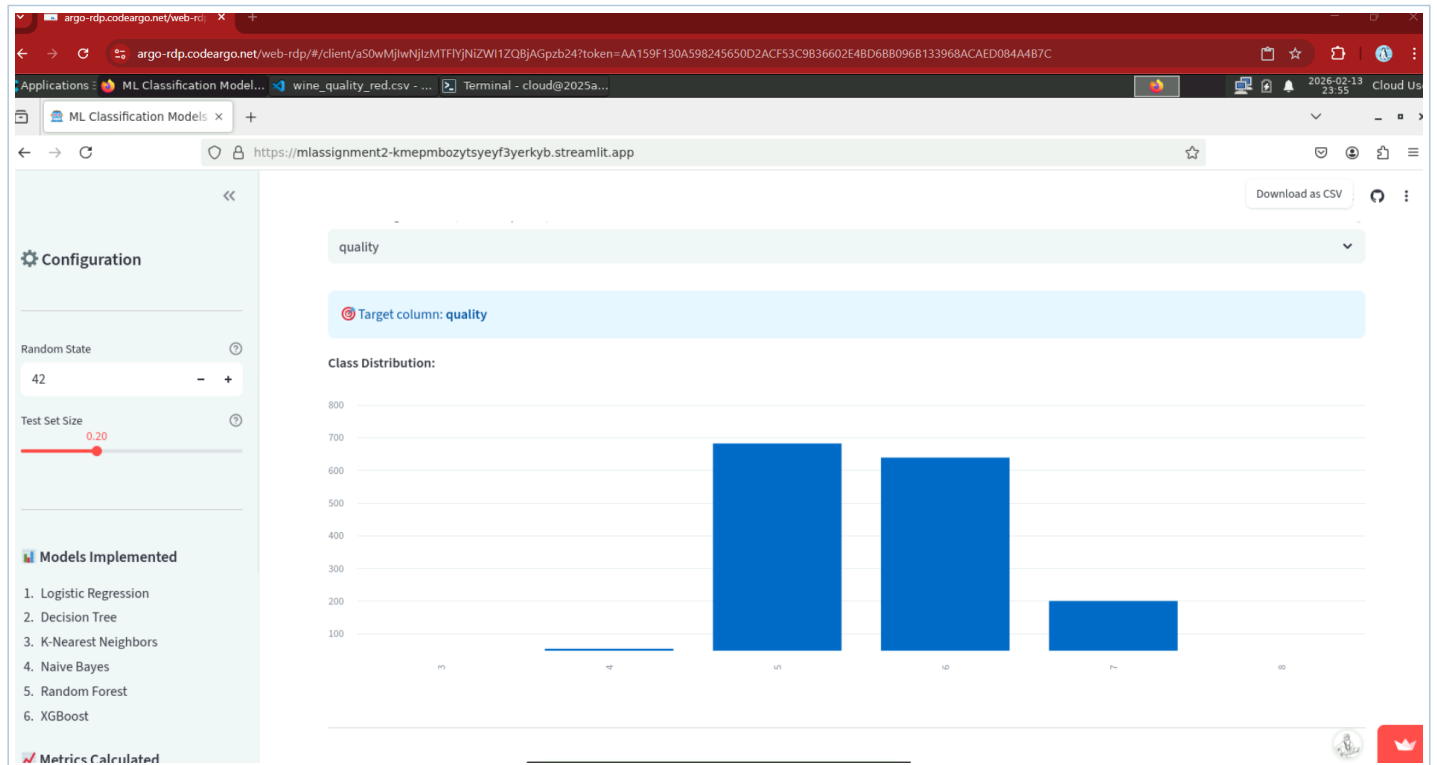 argo-rdp.codeargo.net/web-rd
argo-rdp.codeargo.net/web-rdp/#/client/aS0wMjIwNjIzMTFlYjNiZWI1ZQBjAGpzb24?token=AA159F130A598245650D2ACF53C9B36602E4BD6BB096B133968ACAED084A4B7C
Applications
ML Classification Model...
wine_quality_red.csv - ...
Terminal - cloud@2025a...
2026-02-13
23:55
Cloud Us
ML Classification Models
https://mlassignment2-kmepmbozytsyeyf3yerkyb.streamlit.app
Download as CSV
Configuration
Random State
42
Test Set Size
0.20
Models Implemented
1. Logistic Regression
2. Decision Tree
3. K-Nearest Neighbors
4. Naive Bayes
5. Random Forest
6. XGBoost
Metrics Calculated
quality
Target column: quality
Class Distribution:
800
700
600
500
400
300
200
100
3 4 5 6 7 8